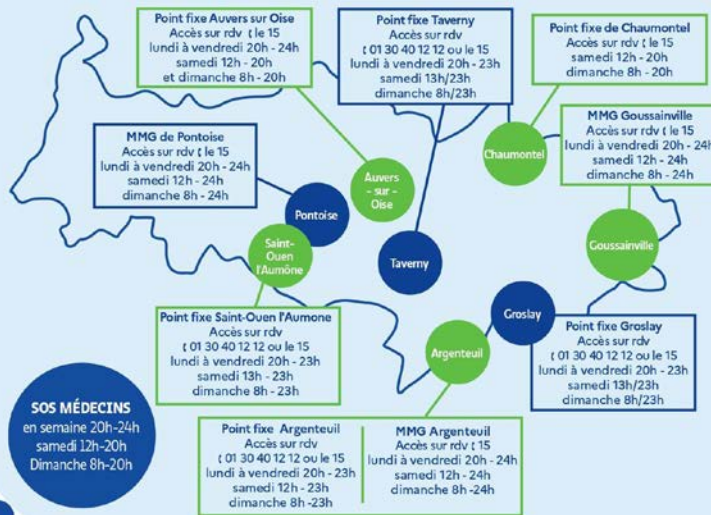 Point fixe Auvers sur Oise
Accès sur rdv ( le 15
lundi à vendredi 20h - 24h
samedi 12h - 20h
et dimanche 8h - 20h
Point fixe Taverny
Accès sur rdv
( 01 30 40 12 12 ou le 15
lundi à vendredi 20h - 23h
samedi 13h/23h
dimanche 8h/23h
Point fixe de Chaumontel
Accès sur rdv ( le 15
samedi 12h - 20h
dimanche 8h - 20h
MMG de Pontoise
Accès sur rdv ( le 15
lundi à vendredi 20h - 24h
samedi 12h - 24h
dimanche 8h - 24h
MMG Goussainville
Accès sur rdv ( le 15
lundi à vendredi 20h - 24h
samedi 12h - 24h
dimanche 8h - 24h
Chaumontel
Auvers
- sur -
Oise
Pontoise
Saint-
Ouen
l'Aumône
Taverny
Goussainville
Groslay
Argenteuil
Point fixe Saint-Ouen l'Aumone
Accès sur rdv
( 01 30 40 12 12 ou le 15
lundi à vendredi 20h - 23h
samedi 13h - 23h
dimanche 8h - 23h
Point fixe Groslay
Accès sur rdv
( 01 30 40 12 12 ou le 15
lundi à vendredi 20h - 23h
samedi 13h/23h
dimanche 8h/23h
SOS MÉDECINS
en semaine 20h-24h
samedi 12h-20h
Dimanche 8h-20h
Point fixe Argenteuil
Accès sur rdv
( 01 30 40 12 12 ou le 15
lundi à vendredi 20h - 23h
samedi 12h - 23h
dimanche 8h -23h
MMG Argenteuil
Accès sur rdv ( 15
lundi à vendredi 20h - 24h
samedi 12h - 24h
dimanche 8h -24h